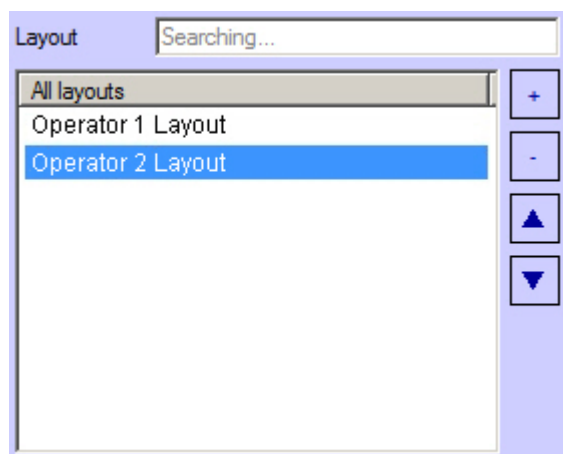 Layout Searching...
All layouts
+
Operator 1 Layout
Operator 2 Layout
-